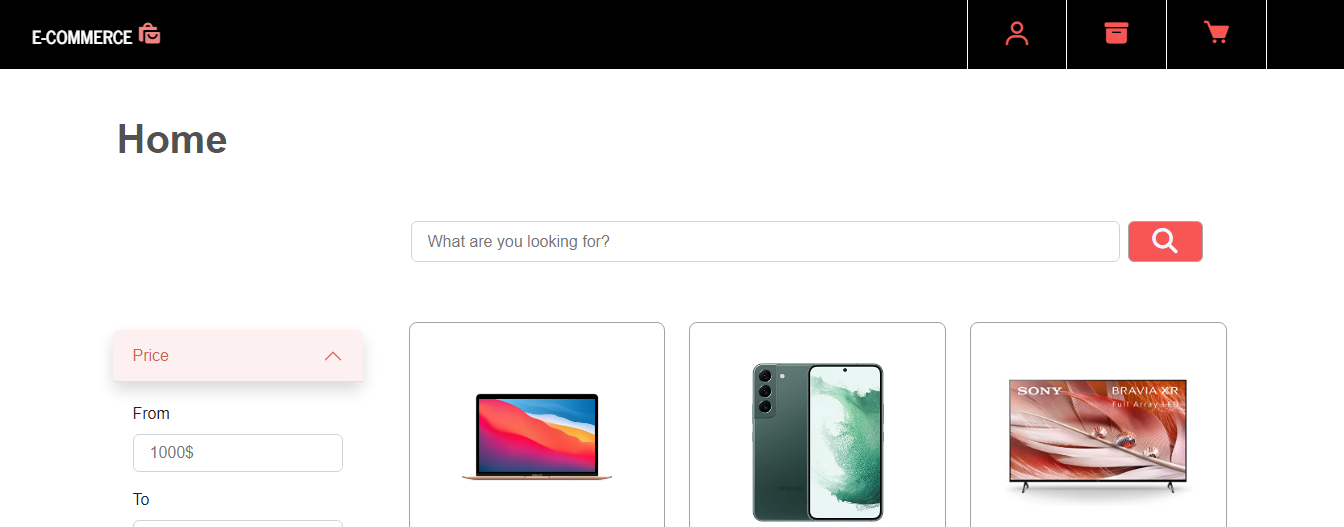 E-COMMERCE
Home
What are you looking for?
Price
From
1000$
To
SONY
BRAVIA XR
Full Array LED